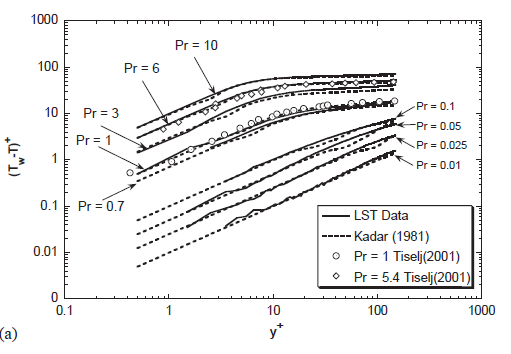 1000
100
10
1
0.1
0.01
0
(T_w -T)^+
Pr = 10
Pr = 6
Pr = 3
Pr = 1
Pr = 0.7
Pr = 0.1
Pr = 0.05
Pr = 0.025
Pr = 0.01
LST Data
Kadar (1981)
Pr = 1 Tiselj(2001)
Pr = 5.4 Tiselj(2001)
0.1 1 10 100 1000
y^+
(a)